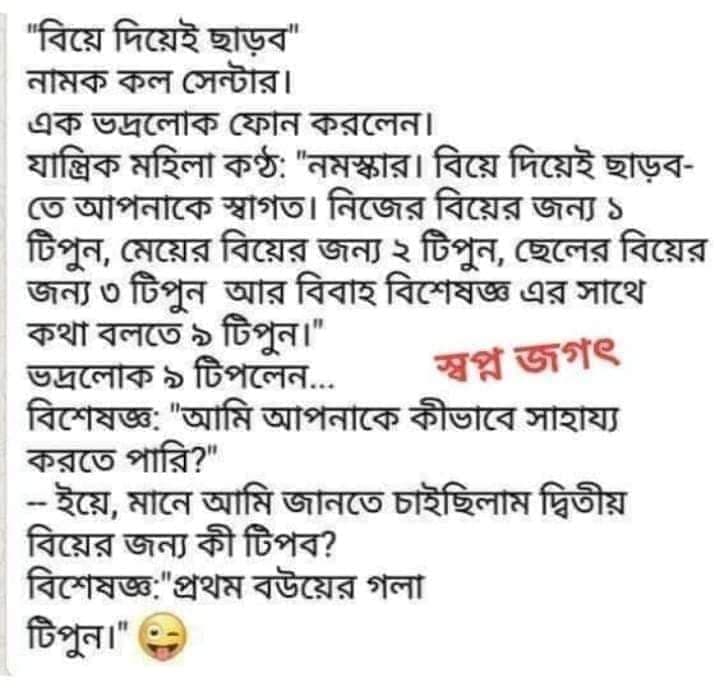 "বিয়ে দিয়েই ছাড়ব"
নামক কল সেন্টার।
এক ভদ্রলোক ফোন করলেন।
যান্ত্রিক মহিলা কণ্ঠ: "নমস্কার। বিয়ে দিয়েই ছাড়ব-
তে আপনাকে স্বাগত। নিজের বিয়ের জন্য ১
টিপুন, মেয়ের বিয়ের জন্য ২ টিপুন, ছেলের বিয়ের
জন্য ৩ টিপুন আর বিবাহ বিশেষজ্ঞ এর সাথে
কথা বলতে ৯ টিপুন।"
স্বপ্ন জগৎ
ভদ্রলোক ৯ টিপলেন...
বিশেষজ্ঞ: "আমি আপনাকে কীভাবে সাহায্য
করতে পারি?"
– ইয়ে, মানে আমি জানতে চাইছিলাম দ্বিতীয়
বিয়ের জন্য কী টিপব?
বিশেষজ্ঞ:"প্রথম বউয়ের গলা
টিপুন।" 😜